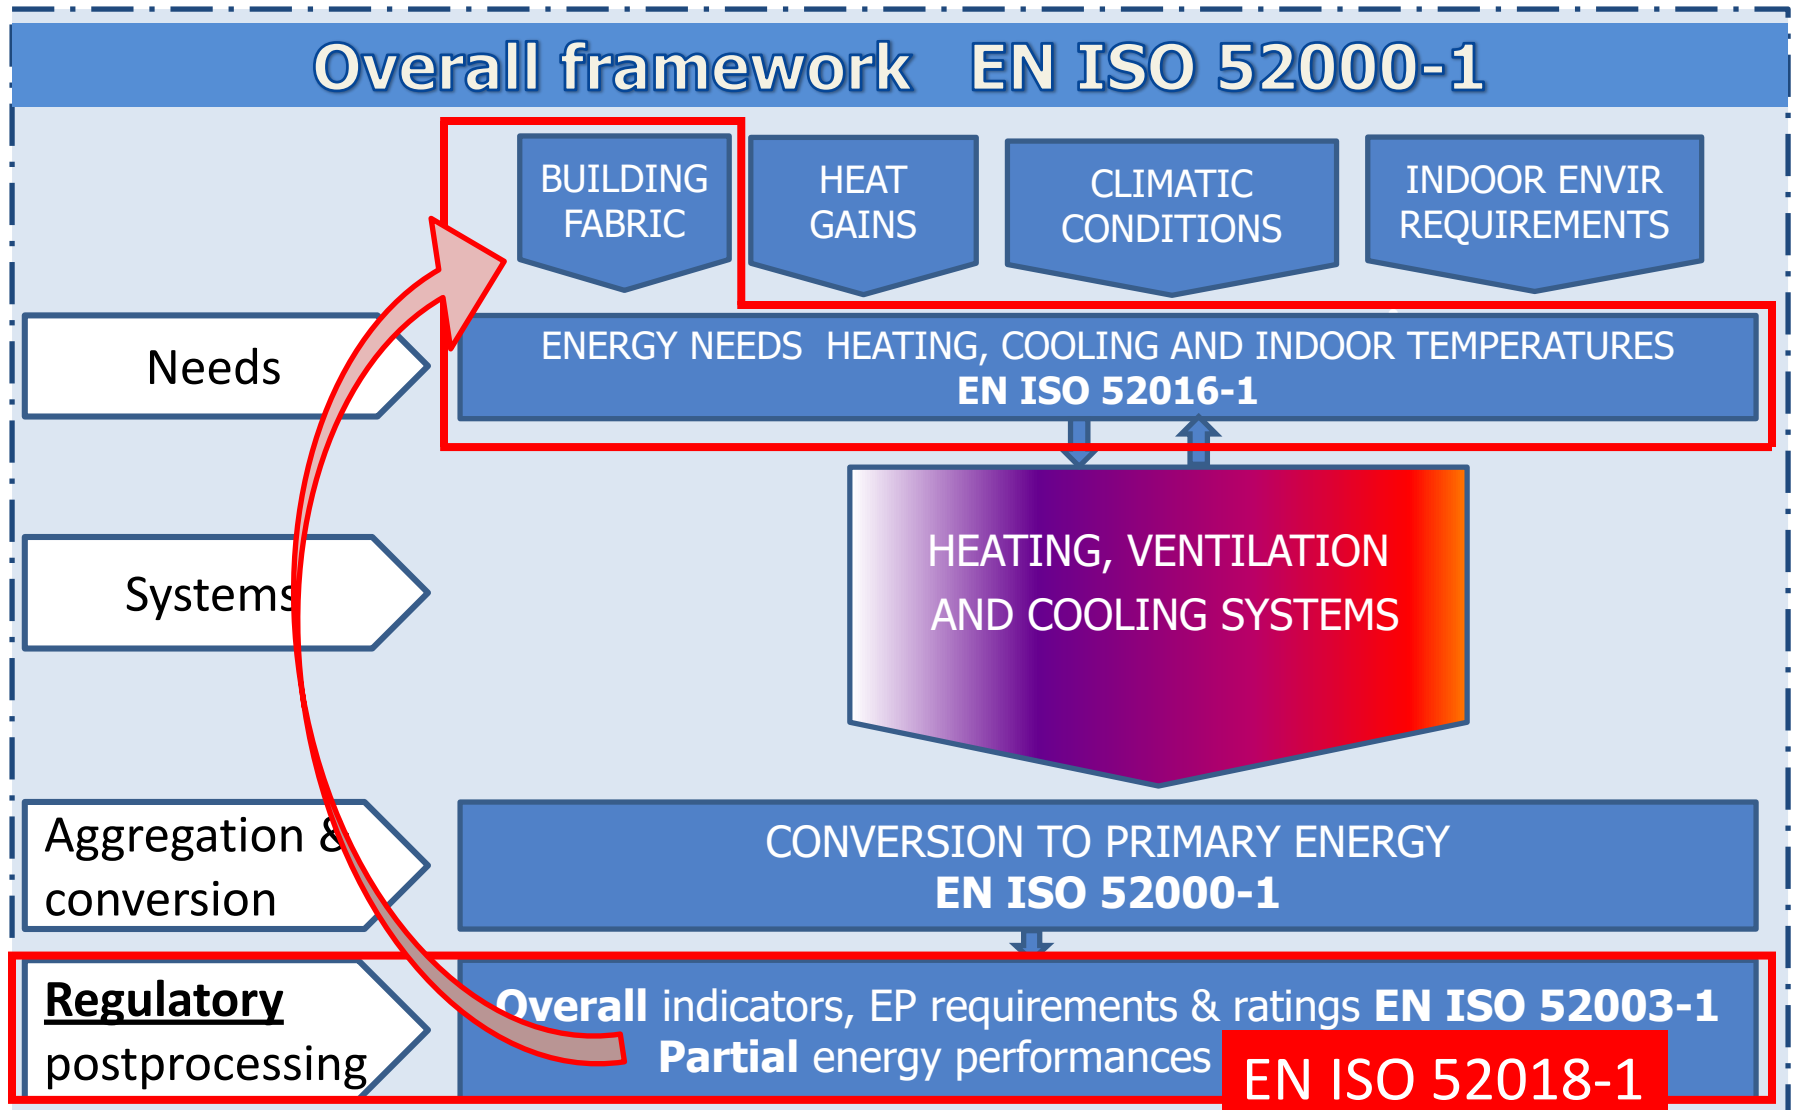 Overall framework EN ISO 52000-1
BUILDING
FABRIC
HEAT
GAINS
CLIMATIC
CONDITIONS
INDOOR ENVIR
REQUIREMENTS
Needs
ENERGY NEEDS HEATING, COOLING AND INDOOR TEMPERATURES
EN ISO 52016-1
Systems
HEATING, VENTILATION
AND COOLING SYSTEMS
Aggregation &
conversion
CONVERSION TO PRIMARY ENERGY
EN ISO 52000-1
Regulatory
postprocessing
Overall indicators, EP requirements & ratings EN ISO 52003-1
Partial energy performances
EN ISO 52018-1